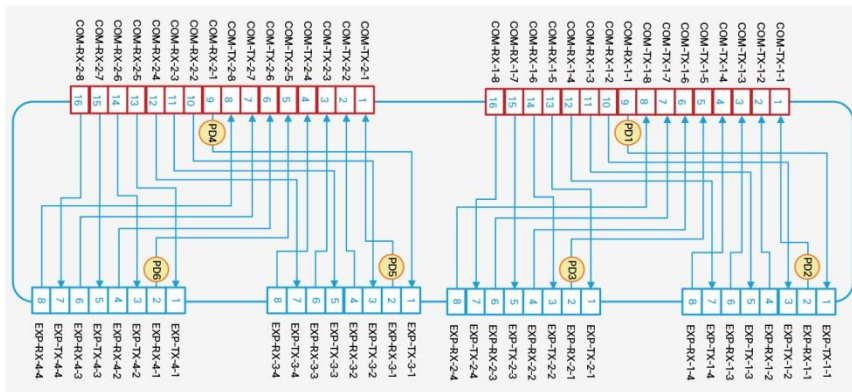 COM-RX-2-8
COM-RX-2-7
COM-RX-2-6
COM-RX-2-5
COM-RX-2-4
COM-RX-2-3
COM-RX-2-2
COM-RX-2-1
COM-TX-2-8
COM-TX-2-7
COM-TX-2-6
COM-TX-2-5
COM-TX-2-4
COM-TX-2-3
COM-TX-2-2
COM-TX-2-1
COM-RX-1-8
COM-RX-1-7
COM-RX-1-6
COM-RX-1-5
COM-RX-1-4
COM-RX-1-3
COM-RX-1-2
COM-RX-1-1
COM-TX-1-8
COM-TX-1-7
COM-TX-1-6
COM-TX-1-5
COM-TX-1-4
COM-TX-1-3
COM-TX-1-2
COM-TX-1-1
16
15
14
13
12
11
10
9
8
7
6
5
4
3
2
1
16
15
14
13
12
11
10
9
8
7
6
5
4
3
2
1
PD4
PD1
PD6
PD5
PD3
PD2
8
7
6
5
4
3
2
1
8
7
6
5
4
3
2
1
8
7
6
5
4
3
2
1
8
7
6
5
4
3
2
1
EXP-RX-4-4
EXP-TX-4-4
EXP-RX-4-3
EXP-TX-4-3
EXP-RX-4-2
EXP-TX-4-2
EXP-RX-4-1
EXP-TX-4-1
EXP-RX-3-4
EXP-TX-3-4
EXP-RX-3-3
EXP-TX-3-3
EXP-RX-3-2
EXP-TX-3-2
EXP-RX-3-1
EXP-TX-3-1
EXP-RX-2-4
EXP-TX-2-4
EXP-RX-2-3
EXP-TX-2-3
EXP-RX-2-2
EXP-TX-2-2
EXP-RX-2-1
EXP-TX-2-1
EXP-RX-1-4
EXP-TX-1-4
EXP-RX-1-3
EXP-TX-1-3
EXP-RX-1-2
EXP-TX-1-2
EXP-RX-1-1
EXP-TX-1-1